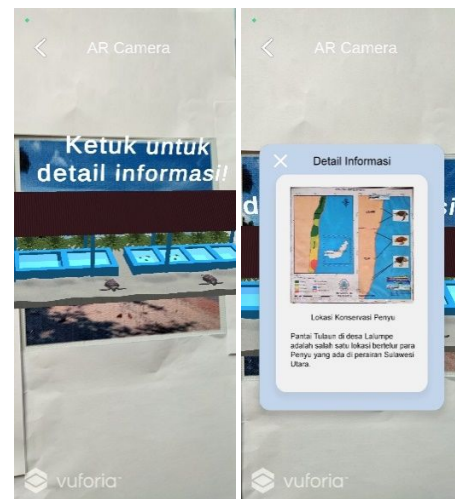 AR Camera
Ketuk untuk
detail informasi!
vuforia
AR Camera
Detail Informasi
Lokasi Konservasi Penyu
Pantai Tulaun di desa Lalumpe
adalah salah satu lokasi bertelur para
Penyu yang ada di perairan Sulawesi
Utara.
vuforia